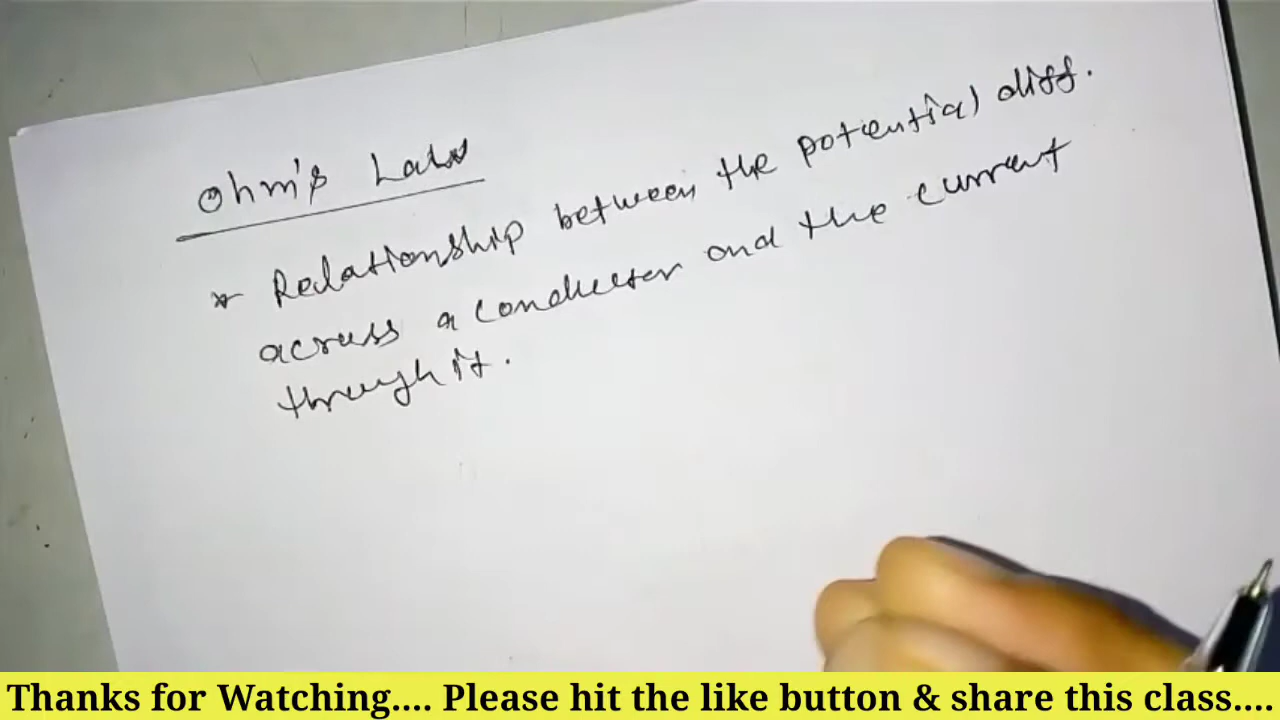 Ohm's Law
* Relationship between the potential diff.
across a conductor and the current
through it.
Thanks for Watching.... Please hit the like button & share this class....